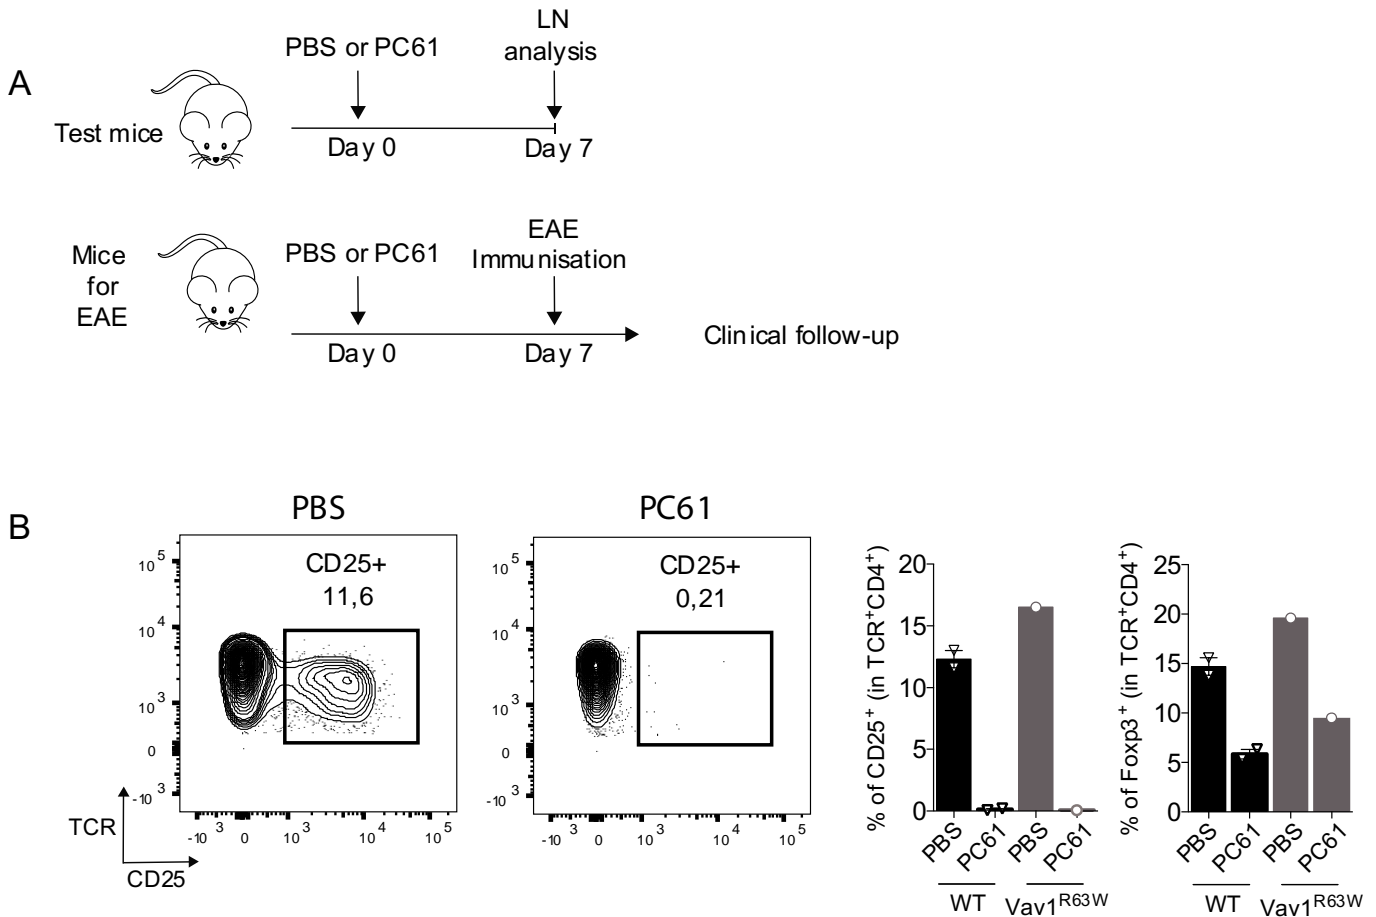 A
Test mice
PBS or PC61
LN
analysis
Day 0
Day 7
Mice
for
EAE
PBS or PC61
EAE
Immunisation
Day 0
Day 7
Clinical follow-up
B
PBS
CD25+
11,6
10^5
10^4
10^3
0
-10^3
-10^3
0
10^3
10^4
10^5
TCR
CD25
PC61
CD25+
0,21
10^5
10^4
10^3
0
-10^3
-10^3
0
10^3
10^4
10^5
% of CD25+ (in TCR+CD4+)
20
15
10
5
0
PBS
PC61
PBS
PC61
WT
Vav1^R63W
% of Foxp3+ (in TCR+CD4+)
25
20
15
10
5
0
PBS
PC61
PBS
PC61
WT
Vav1^R63W